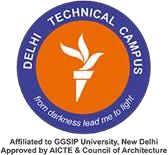 DELHI TECHNICAL CAMPUS
from darkness lead me to light
Affiliated to GGSIP University, New Delhi
Approved by AICTE & Council of Architecture